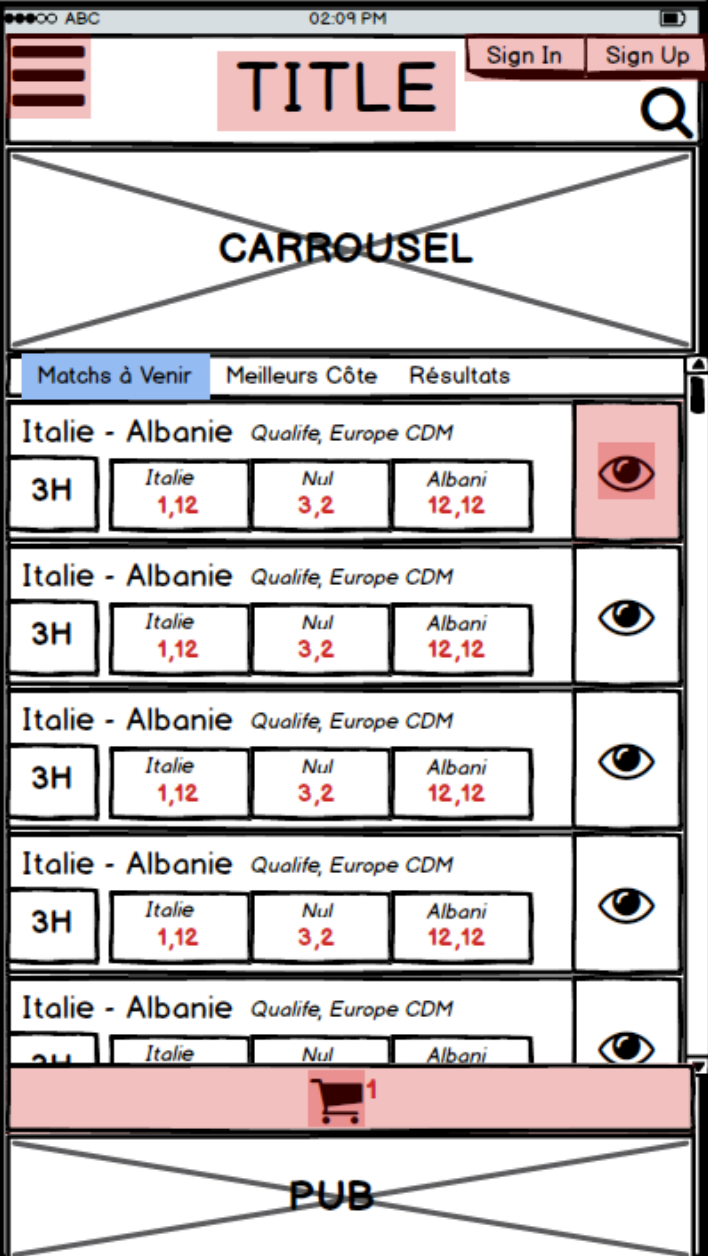 ABC 02:09 PM
Sign In Sign Up
TITLE
CARROUSEL
Matchs à Venir Meilleurs Côte Résultats
Italie - Albanie Qualife, Europe CDM
3H Italie Nul Albani
1,12 3,2 12,12
Italie - Albanie Qualife, Europe CDM
3H Italie Nul Albani
1,12 3,2 12,12
Italie - Albanie Qualife, Europe CDM
3H Italie Nul Albani
1,12 3,2 12,12
Italie - Albanie Qualife, Europe CDM
3H Italie Nul Albani
1,12 3,2 12,12
Italie - Albanie Qualife, Europe CDM
3H Italie Nul Albani
1
PUB